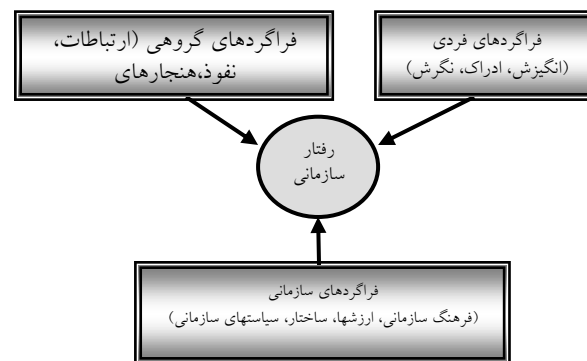 فراگردهای فردی
(انگیزش، ادراک، نگرش)
فراگردهای گروهی (ارتباطات،
نفوذ،هنجارهای
رفتار
سازمانی
فراگردهای سازمانی
(فرهنگ سازمانی، ارزشها، ساختار، سیاستهای سازمانی)